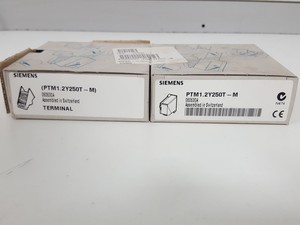 SIEMENS
(PTM1.2Y250T-M)
Assembled in Switzerland
TERMINAL
SIEMENS
PTM1.2Y250T-M
Assembled in Switzerland
CE